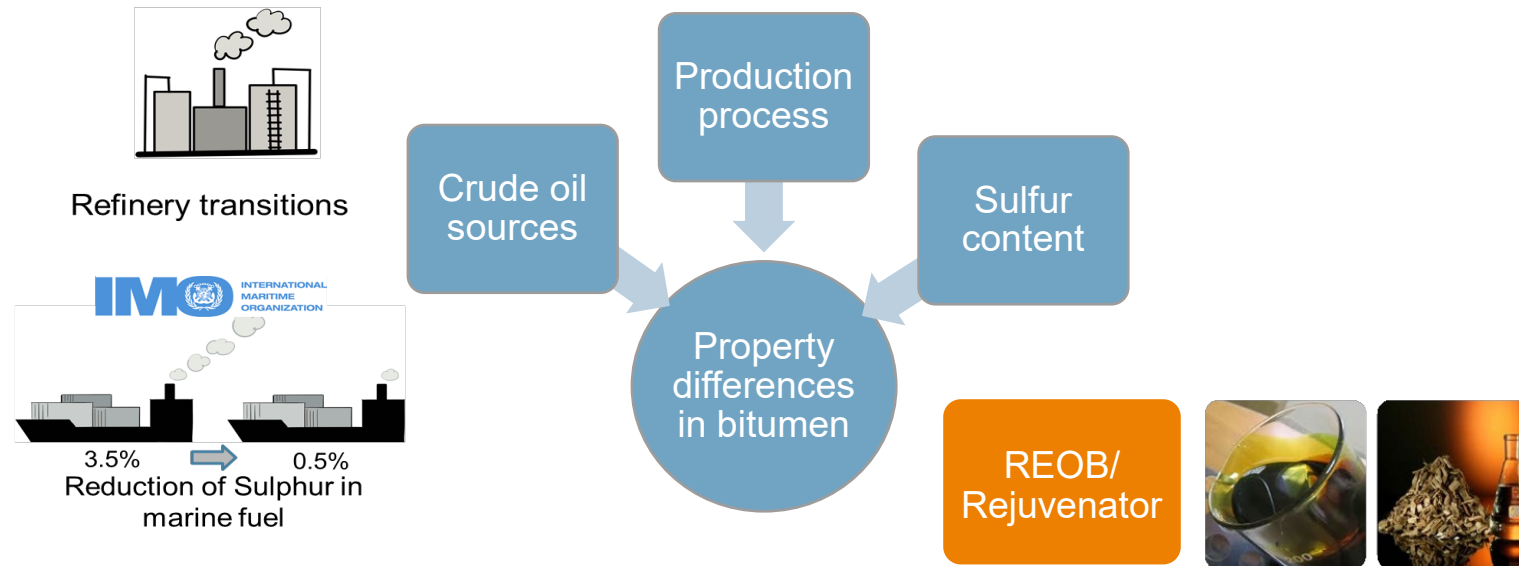 Refinery transitions
IMO
INTERNATIONAL
MARITIME
ORGANIZATION
3.5%
0.5%
Reduction of Sulphur in
marine fuel
Crude oil
sources
Production
process
Sulfur
content
Property
differences
in bitumen
REOB/
Rejuvenator